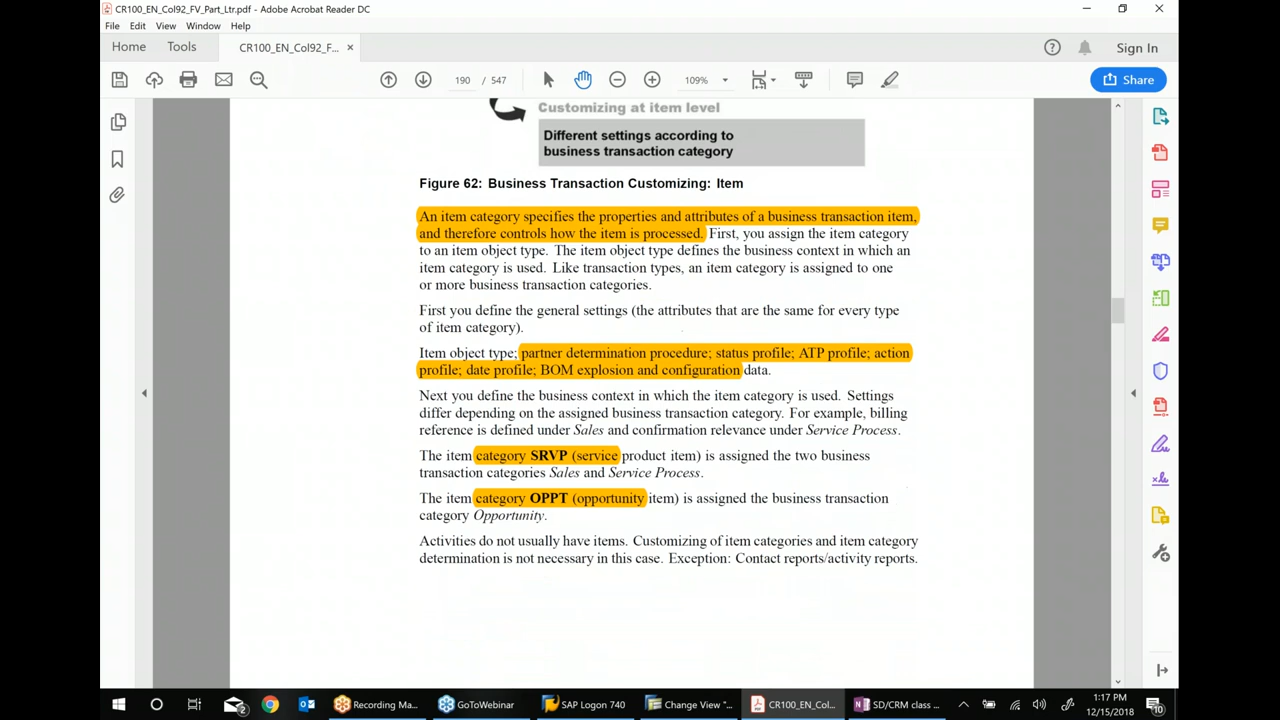 CR100_EN_Col92_FV_Part_Ltr.pdf - Adobe Acrobat Reader DC
File Edit View Window Help
Home Tools CR100_EN_Col92_F... × Sign In
190 / 547 109% Share
Customizing at item level
Different settings according to
business transaction category
Figure 62: Business Transaction Customizing: Item
An item category specifies the properties and attributes of a business transaction item,
and therefore controls how the item is processed. First, you assign the item category
to an item object type. The item object type defines the business context in which an
item category is used. Like transaction types, an item category is assigned to one
or more business transaction categories.
First you define the general settings (the attributes that are the same for every type
of item category).
Item object type; partner determination procedure; status profile; ATP profile; action
profile; date profile; BOM explosion and configuration data.
Next you define the business context in which the item category is used. Settings
differ depending on the assigned business transaction category. For example, billing
reference is defined under Sales and confirmation relevance under Service Process.
The item category SRVP (service product item) is assigned the two business
transaction categories Sales and Service Process.
The item category OPPT (opportunity item) is assigned the business transaction
category Opportunity.
Activities do not usually have items. Customizing of item categories and item category
determination is not necessary in this case. Exception: Contact reports/activity reports.
Recording Ma... GoToWebinar SAP Logon 740 Change View "... CR100_EN_Col... SD/CRM class ... 1:17 PM
12/15/2018